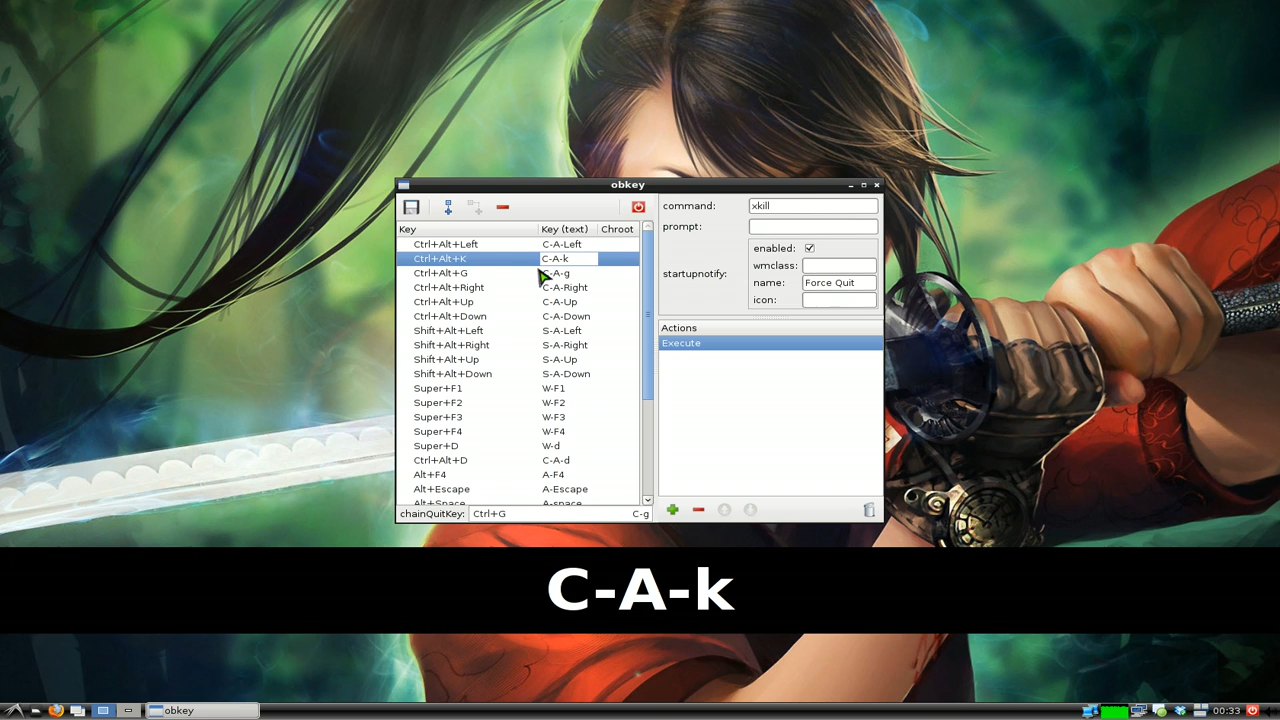 obkey
Key Key (text) Chroot
Ctrl+Alt+Left C-A-Left
Ctrl+Alt+K C-A-k
Ctrl+Alt+G C-A-g
Ctrl+Alt+Right C-A-Right
Ctrl+Alt+Up C-A-Up
Ctrl+Alt+Down C-A-Down
Shift+Alt+Left S-A-Left
Shift+Alt+Right S-A-Right
Shift+Alt+Up S-A-Up
Shift+Alt+Down S-A-Down
Super+F1 W-F1
Super+F2 W-F2
Super+F3 W-F3
Super+F4 W-F4
Super+D W-d
Ctrl+Alt+D C-A-d
Alt+F4 A-F4
Alt+Escape A-Escape
Alt+Space A-space
chainQuitKey: Ctrl+G C-g
command: xkill
prompt:
startupnotify:
enabled:
wmclass:
name: Force Quit
icon:
Actions
Execute
C-A-k
obkey
00:33